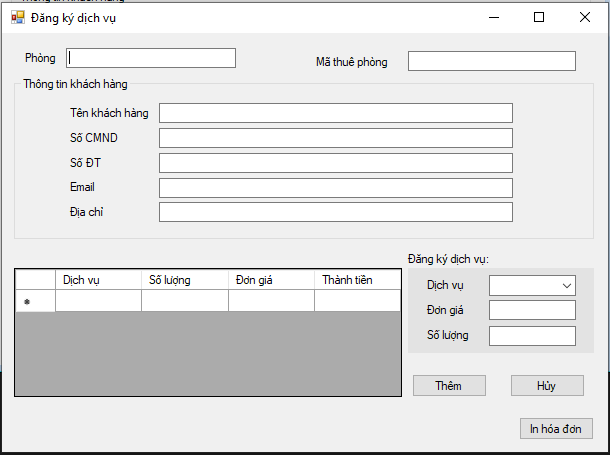 Đăng ký dịch vụ
Phòng
Mã thuê phòng
Thông tin khách hàng
Tên khách hàng
Số CMND
Số ĐT
Email
Địa chỉ
Đăng ký dịch vụ:
Dịch vụ Số lượng Đơn giá Thành tiền
Dịch vụ
Đơn giá
Số lượng
Thêm
Hủy
In hóa đơn